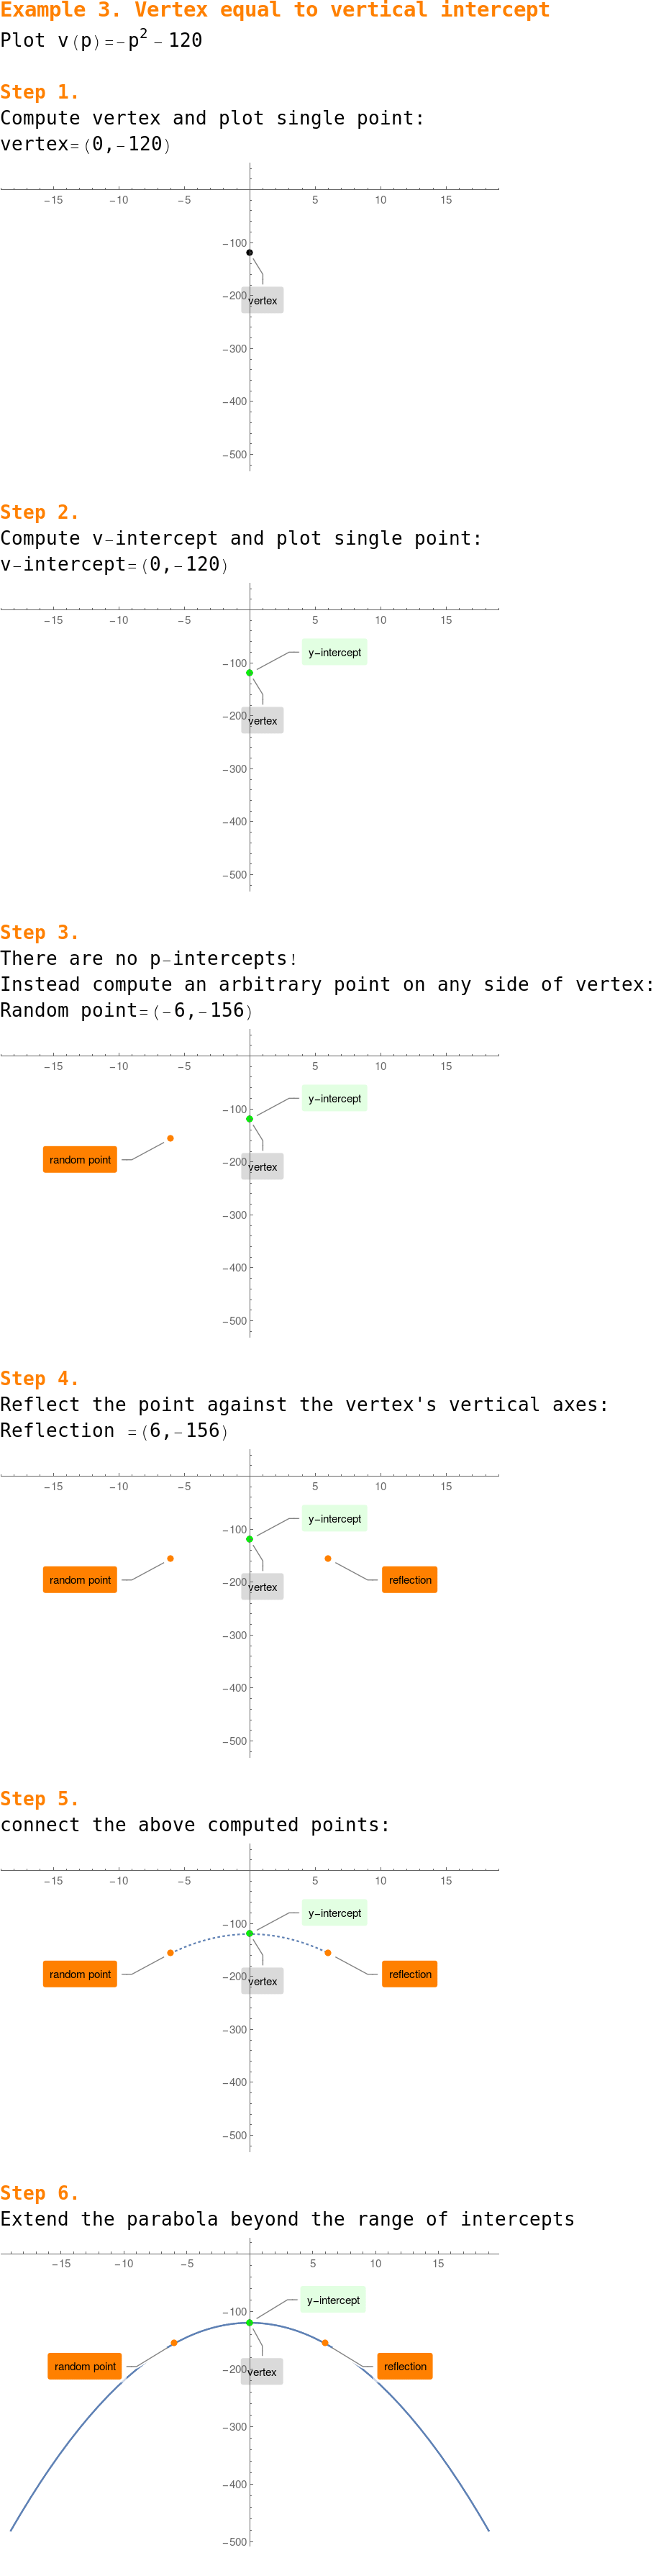 Example 3. Vertex equal to vertical intercept
Plot v(p)=-p² - 120
Step 1.
Compute vertex and plot single point:
vertex=(0,-120)
-15 -10 -5 5 10 15
-100
-200
vertex
-300
-400
-500
Step 2.
Compute v-intercept and plot single point:
v-intercept=(0,-120)
-15 -10 -5 5 10 15
y-intercept
-100
-200
vertex
-300
-400
-500
Step 3.
There are no p-intercepts!
Instead compute an arbitrary point on any side of vertex:
Random point=(-6,-156)
-15 -10 -5 5 10 15
y-intercept
-100
random point
-200
vertex
-300
-400
-500
Step 4.
Reflect the point against the vertex's vertical axes:
Reflection =(6,-156)
-15 -10 -5 5 10 15
y-intercept
-100
random point
-200
vertex
reflection
-300
-400
-500
Step 5.
connect the above computed points:
-15 -10 -5 5 10 15
y-intercept
-100
random point
-200
vertex
reflection
-300
-400
-500
Step 6.
Extend the parabola beyond the range of intercepts
-15 -10 -5 5 10 15
y-intercept
-100
random point
-200
vertex
reflection
-300
-400
-500